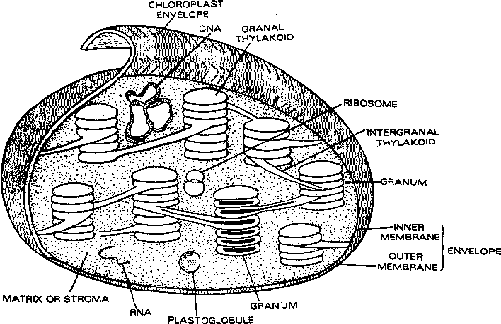 CHLOROPLAST
ENVELOPE
DNA
GRANAL
THYLAKOID
RIBOSOME
INTERGRANAL
THYLAKOID
GRANUM
INNER
MEMBRANE
ENVELOPE
OUTER
MEMBRANE
MATRIX OR STROMA
RNA
PLASTOGLOBULE
GRANUM